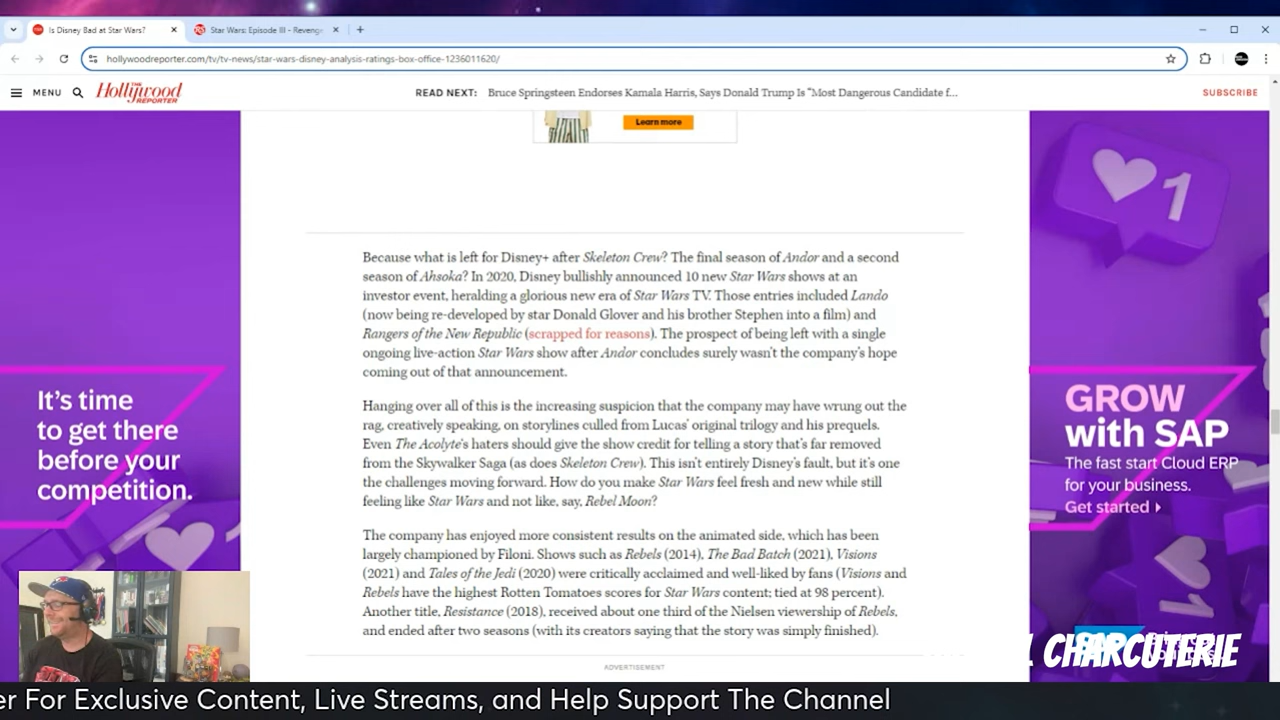 Is Disney Bad at Star Wars?
Star Wars: Episode III - Reveng
hollywoodreporter.com/tv/tv-news/star-wars-disney-analysis-ratings-box-office-1236011620/
MENU
THE Hollywood REPORTER
READ NEXT: Bruce Springsteen Endorses Kamala Harris, Says Donald Trump Is “Most Dangerous Candidate f...
SUBSCRIBE
Learn more
Because what is left for Disney+ after Skeleton Crew? The final season of Andor and a second
season of Ahsoka? In 2020, Disney bullishly announced 10 new Star Wars shows at an
investor event, heralding a glorious new era of Star Wars TV. Those entries included Lando
(now being re-developed by star Donald Glover and his brother Stephen into a film) and
Rangers of the New Republic (scrapped for reasons). The prospect of being left with a single
ongoing live-action Star Wars show after Andor concludes surely wasn’t the company’s hope
coming out of that announcement.
Hanging over all of this is the increasing suspicion that the company may have wrung out the
rag, creatively speaking, on storylines culled from Lucas’ original trilogy and his prequels.
Even The Acolyte’s haters should give the show credit for telling a story that’s far removed
from the Skywalker Saga (as does Skeleton Crew). This isn’t entirely Disney’s fault, but it’s one
the challenges moving forward. How do you make Star Wars feel fresh and new while still
feeling like Star Wars and not like, say, Rebel Moon?
The company has enjoyed more consistent results on the animated side, which has been
largely championed by Filoni. Shows such as Rebels (2014), The Bad Batch (2021), Visions
(2021) and Tales of the Jedi (2020) were critically acclaimed and well-liked by fans (Visions and
Rebels have the highest Rotten Tomatoes scores for Star Wars content; tied at 98 percent).
Another title, Resistance (2018), received about one third of the Nielsen viewership of Rebels,
and ended after two seasons (with its creators saying that the story was simply finished).
ADVERTISEMENT
It’s time
to get there
before your
competition.
1
GROW
with SAP
The fast start Cloud ERP
for your business.
Get started
CHARCUTERIE
er For Exclusive Content, Live Streams, and Help Support The Channel